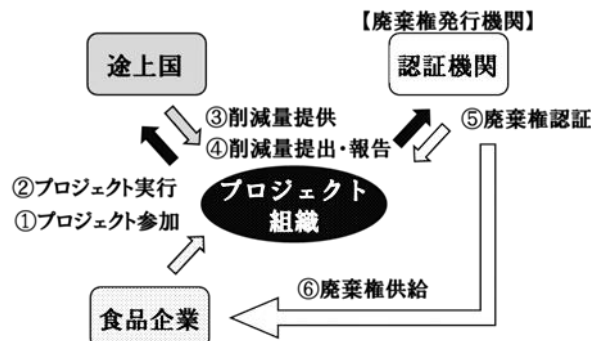 【廃棄権発行機関】
途上国
認証機関
③削減量提供
⑤廃棄権認証
④削減量提出・報告
②プロジェクト実行
プロジェクト
組織
①プロジェクト参加
⑥廃棄権供給
食品企業